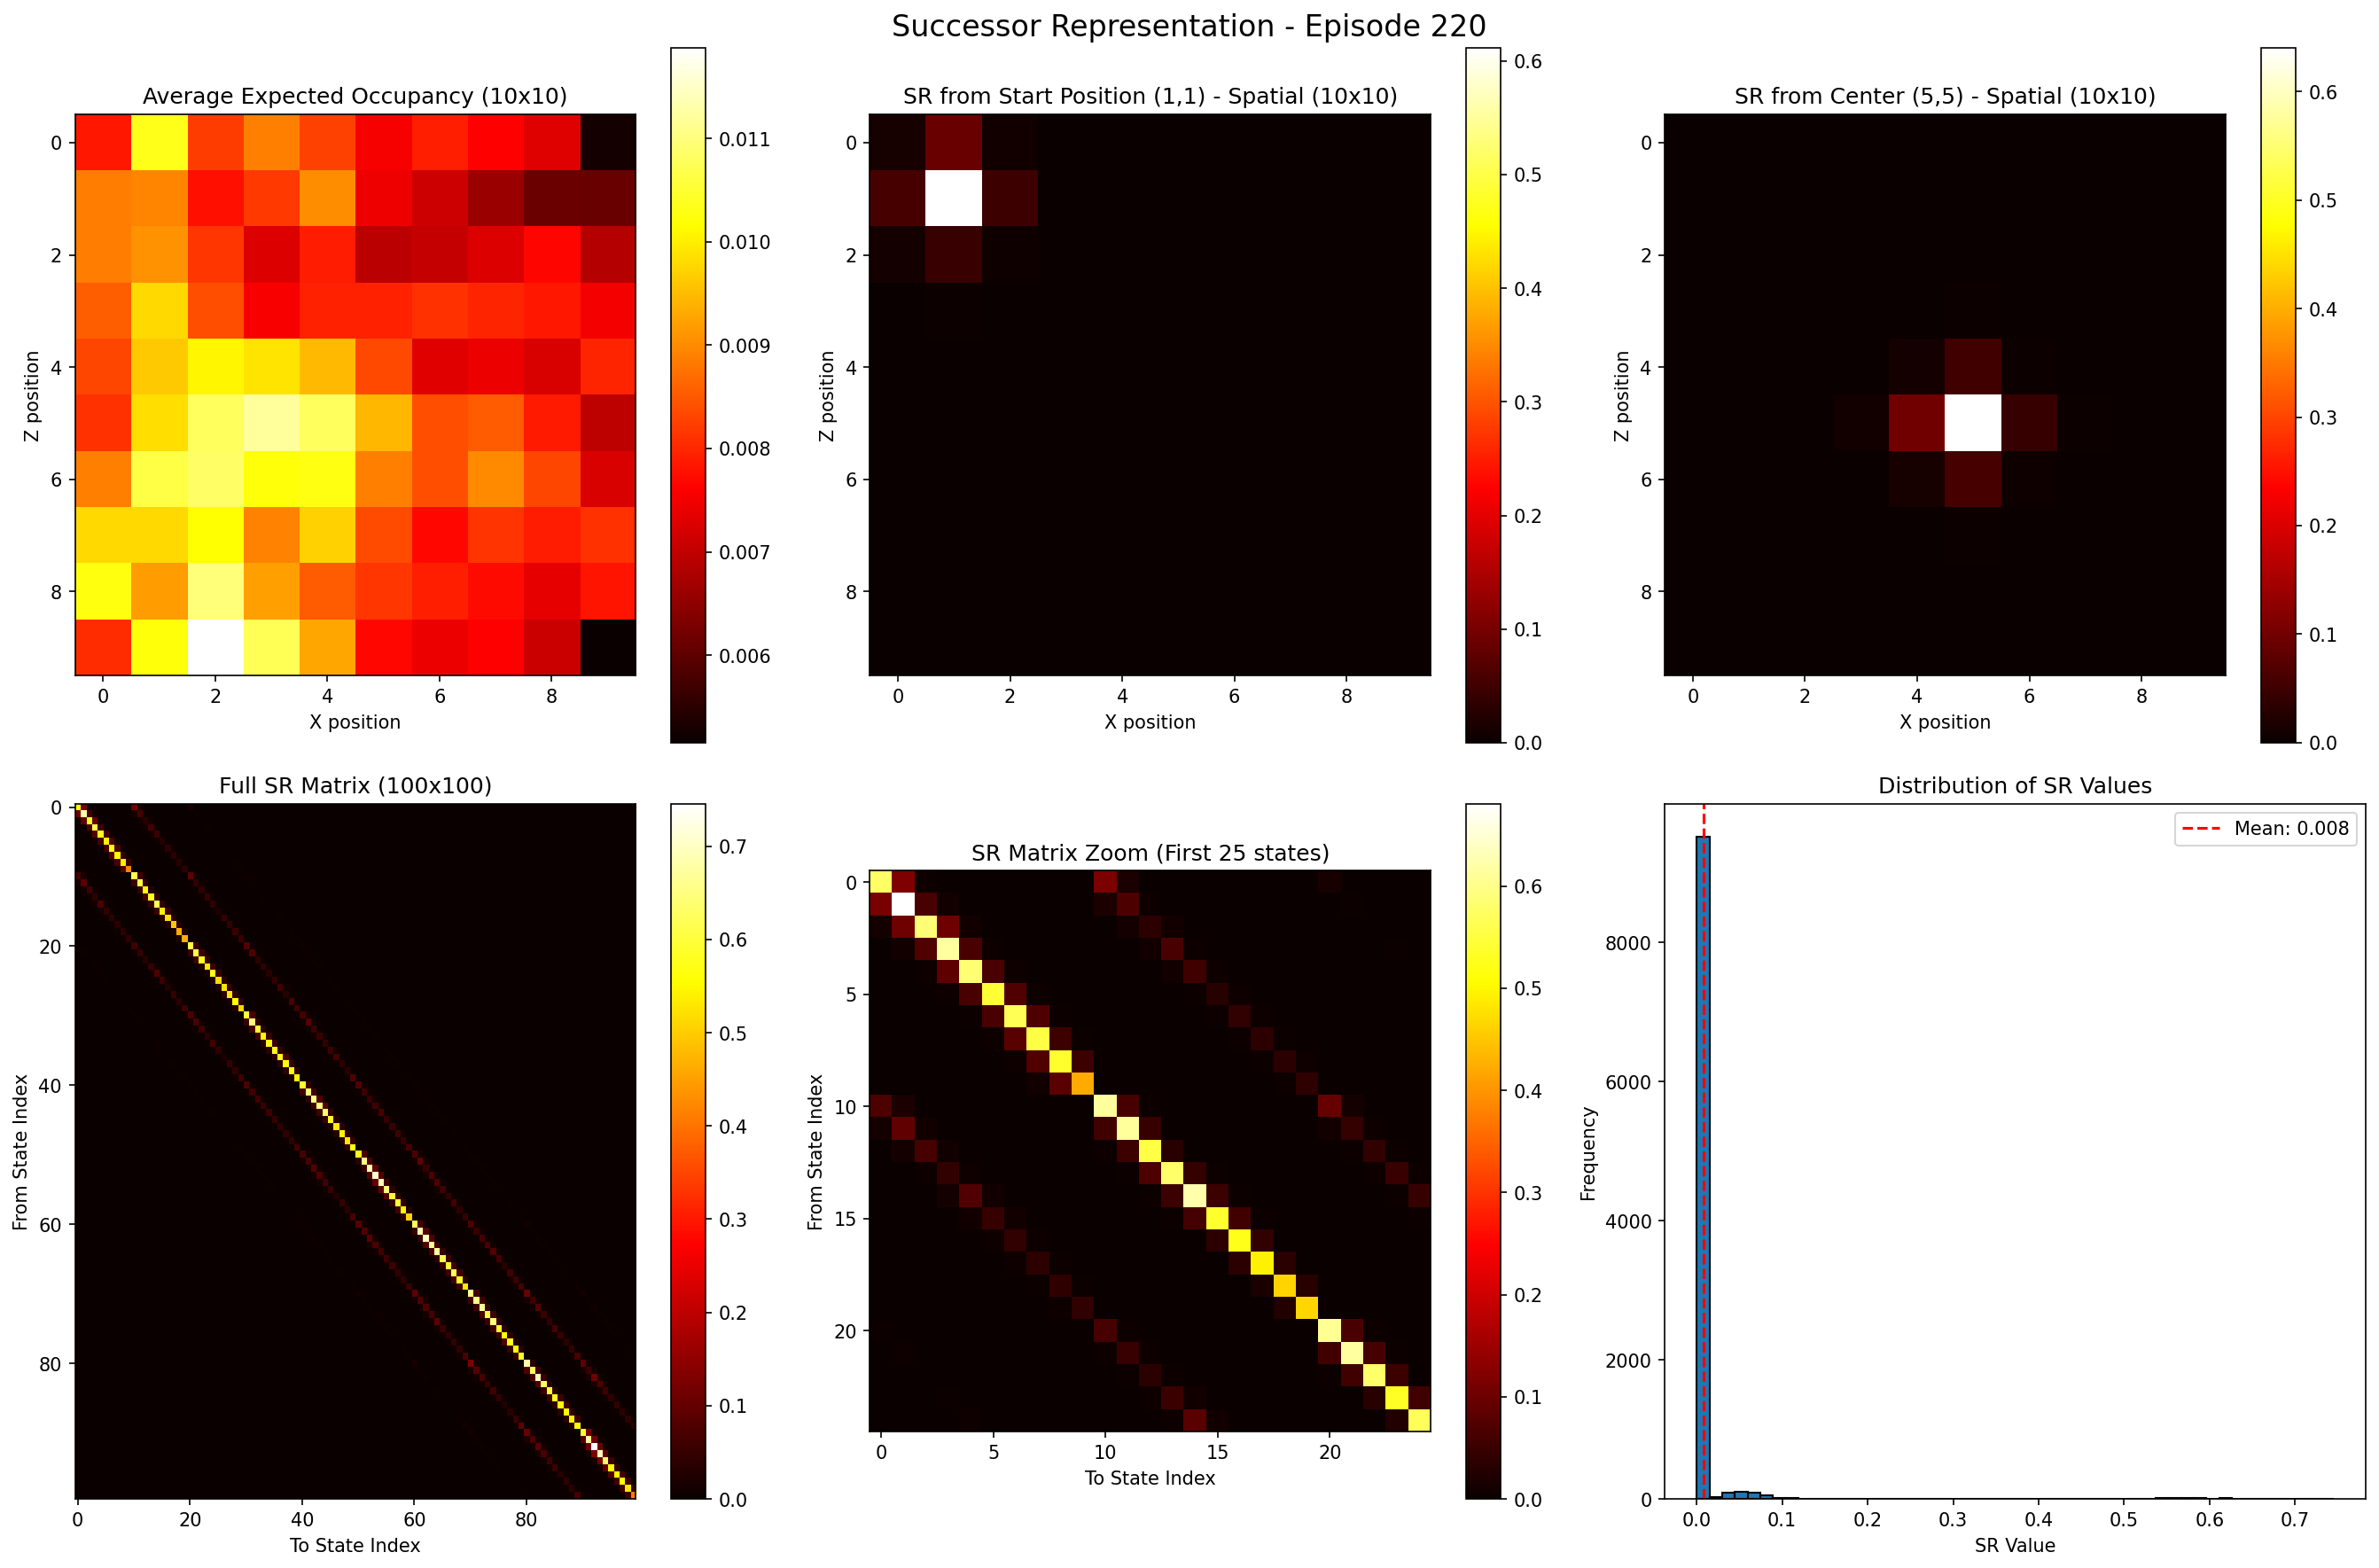 Successor Representation - Episode 220
Average Expected Occupancy (10x10)
Z position
0
2
4
6
8
0 2 4 6 8
X position
0.011
0.010
0.009
0.008
0.007
0.006
SR from Start Position (1,1) - Spatial (10x10)
Z position
0
2
4
6
8
0 2 4 6 8
X position
0.6
0.5
0.4
0.3
0.2
0.1
0.0
SR from Center (5,5) - Spatial (10x10)
Z position
0
2
4
6
8
0 2 4 6 8
X position
0.6
0.5
0.4
0.3
0.2
0.1
0.0
Full SR Matrix (100x100)
From State Index
0
20
40
60
80
0 20 40 60 80
To State Index
0.7
0.6
0.5
0.4
0.3
0.2
0.1
0.0
SR Matrix Zoom (First 25 states)
From State Index
0
5
10
15
20
0 5 10 15 20
To State Index
0.6
0.5
0.4
0.3
0.2
0.1
0.0
Distribution of SR Values
Mean: 0.008
Frequency
8000
6000
4000
2000
0
0.0 0.1 0.2 0.3 0.4 0.5 0.6 0.7
SR Value